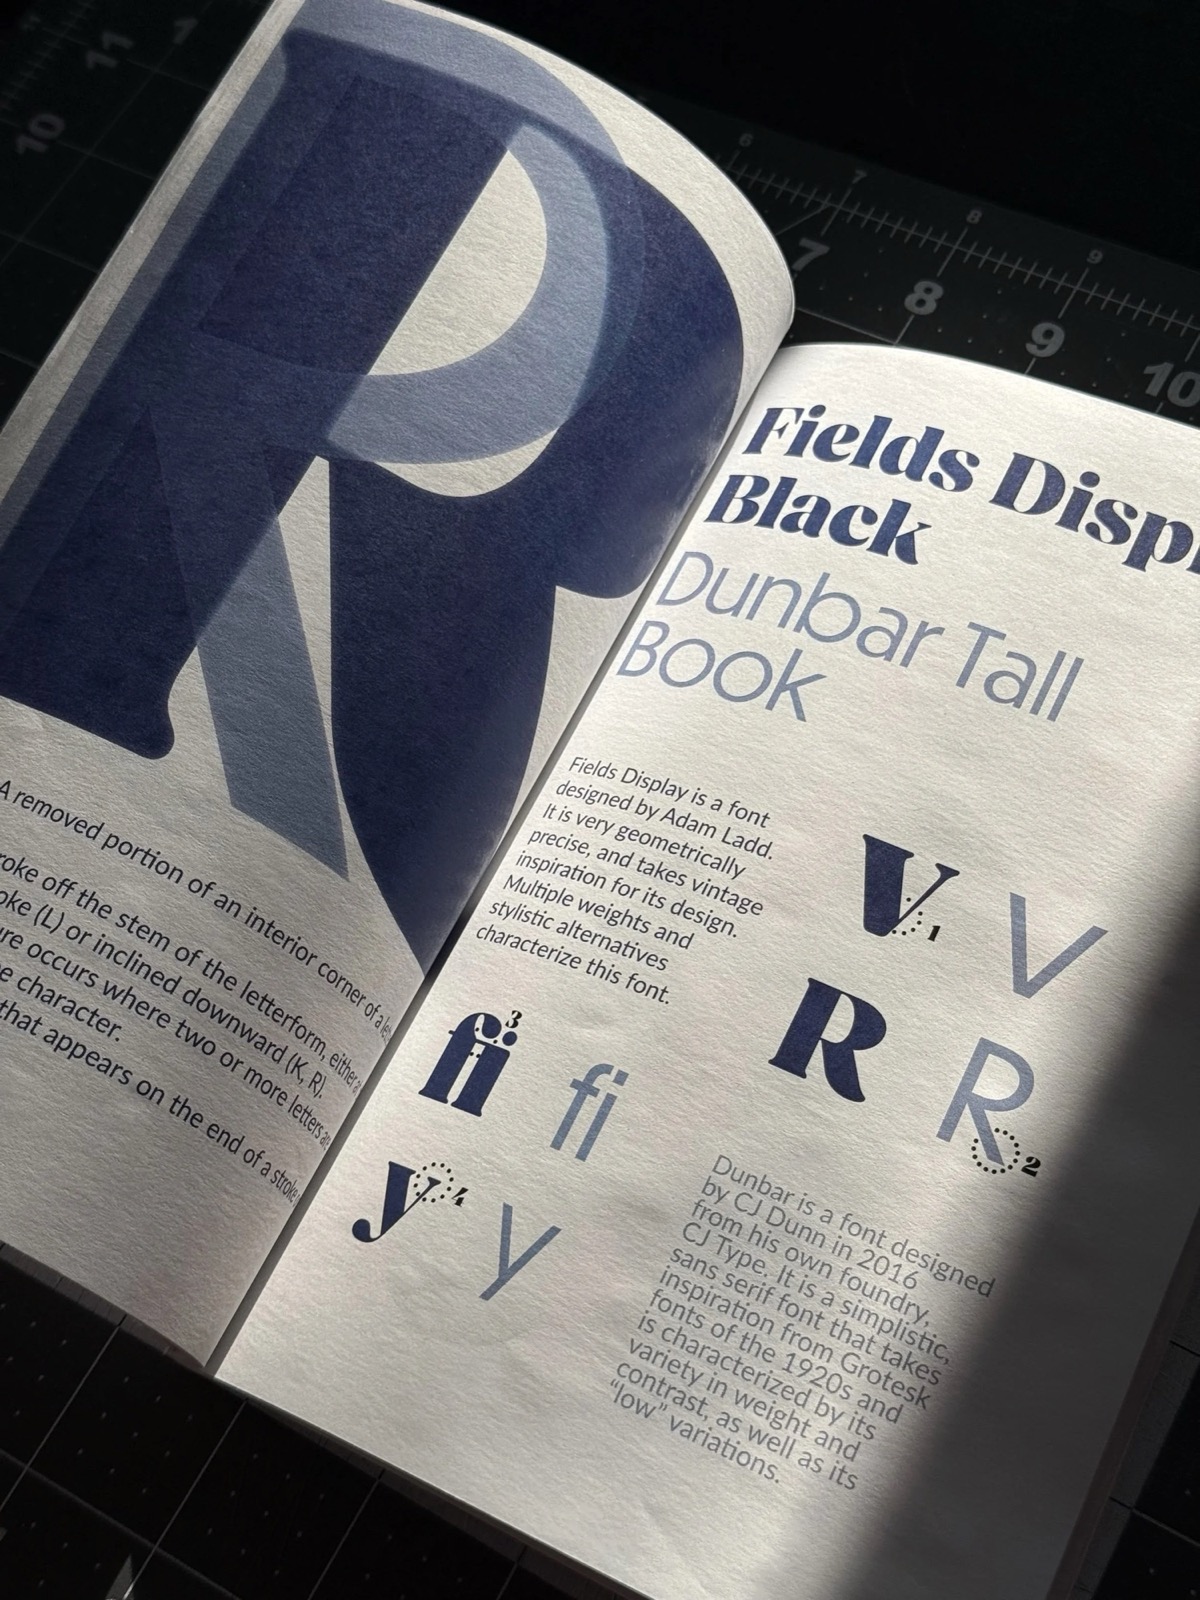 R
A removed portion of an interior corner of a
roke off the stem of the letterform, either
oke (L) or inclined downward (K, R).
ure occurs where two or more letters
e character.
that appears on the end of a stroke
Fields Disp
Black
Dunbar Tall
Book
Fields Display is a font
designed by Adam Ladd.
It is very geometrically
precise, and takes vintage
inspiration for its design.
Multiple weights and
stylistic alternatives
characterize this font.
V 1 V
R R 2
fi 3 fi
y 4 y
Dunbar is a font designed
by CJ Dunn in 2016
from his own foundry,
CJ Type. It is a simplistic,
sans serif font that takes
inspiration from Grotesk
fonts of the 1920s and
is characterized by its
variety in weight and
contrast, as well as its
“low” variations.
10 11 1
6 7 8 9
7 8 9 10